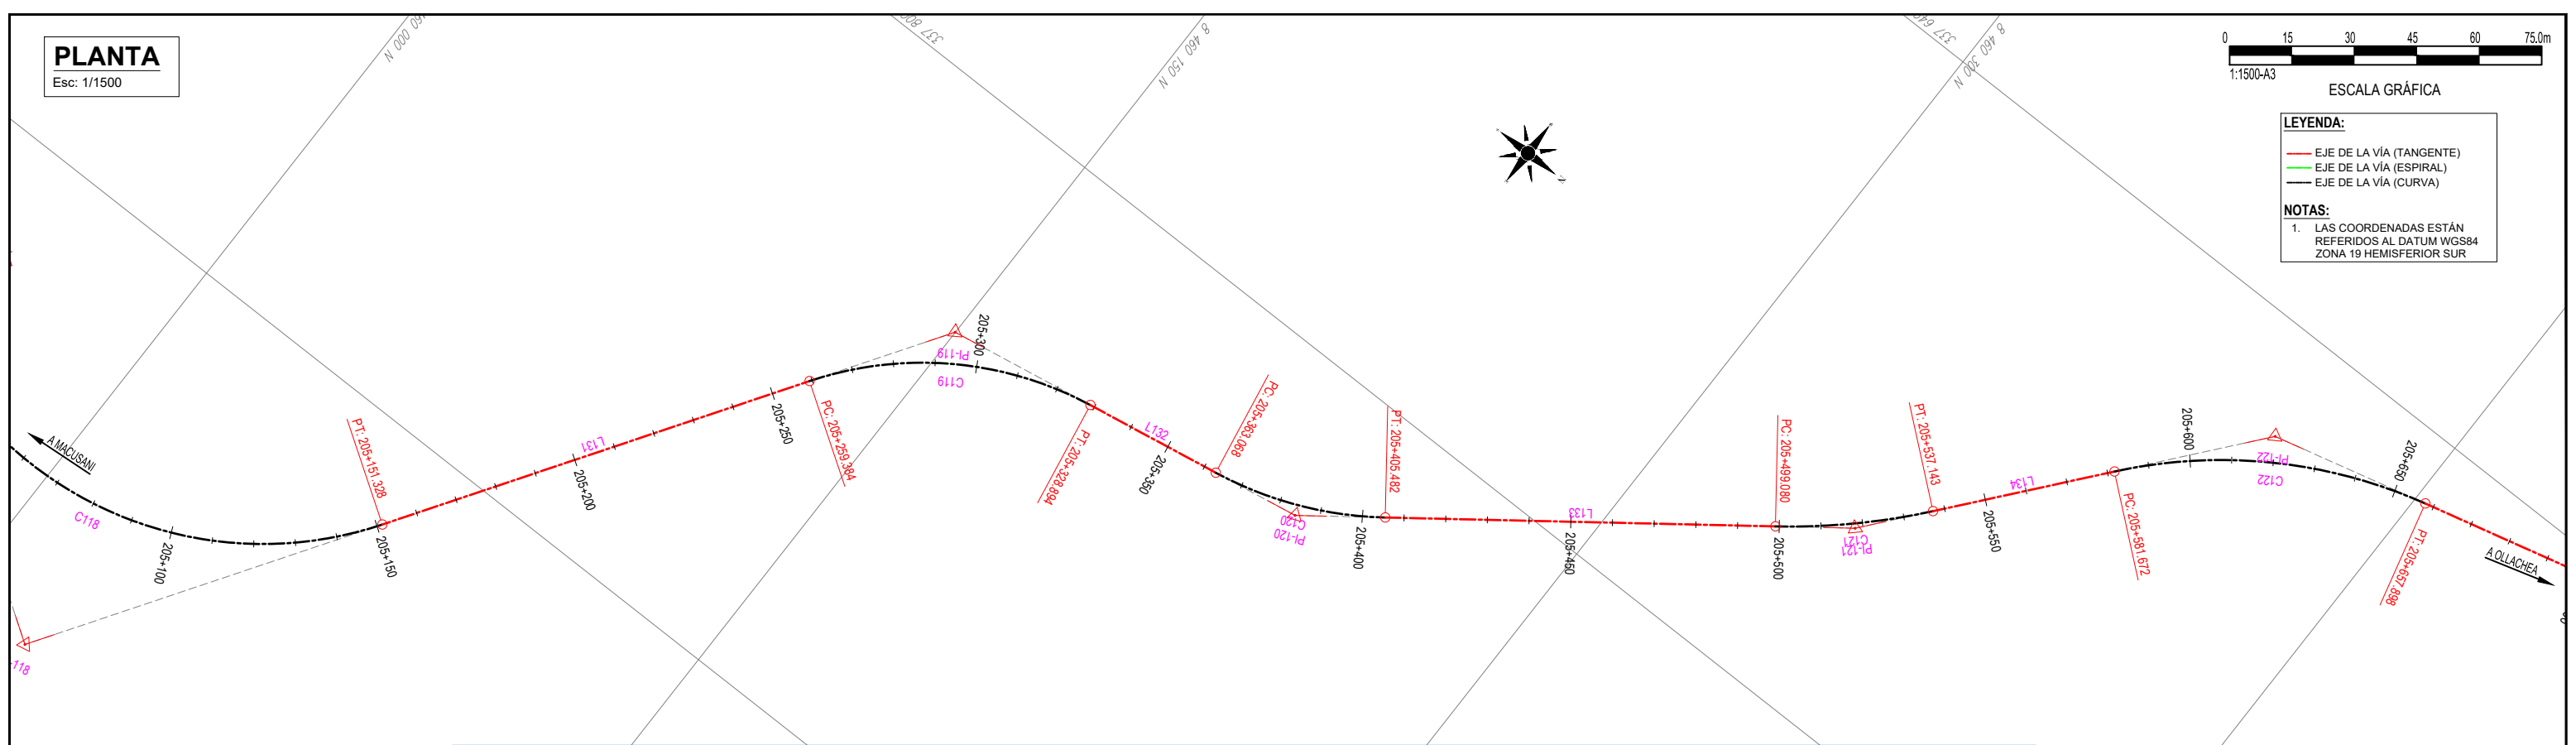 PLANTA
Esc: 1/1500
000 N
337 800
8 460 150 N
337 640
8 460 300 N
0 15 30 45 60 75.0m
1:1500-A3
ESCALA GRÁFICA
LEYENDA:
EJE DE LA VÍA (TANGENTE)
EJE DE LA VÍA (ESPIRAL)
EJE DE LA VÍA (CURVA)
NOTAS:
1. LAS COORDENADAS ESTÁN
REFERIDOS AL DATUM WGS84
ZONA 19 HEMISFERIOR SUR
N
A MACUSANI
C118
-118
205+100
PT: 205+151.328
205+150
L131
205+200
205+250
PC: 205+259.384
PI-119
C119
205+300
PT: 205+328.894
L132
205+350
PC: 205+363.068
C120
PI-120
205+400
PT: 205+405.482
L133
205+450
PC: 205+499.080
205+500
C121
PI-121
PT: 205+537.143
205+550
L134
PC: 205+581.672
205+600
PI-122
C122
205+650
PT: 205+657.898
A OLLACHEA